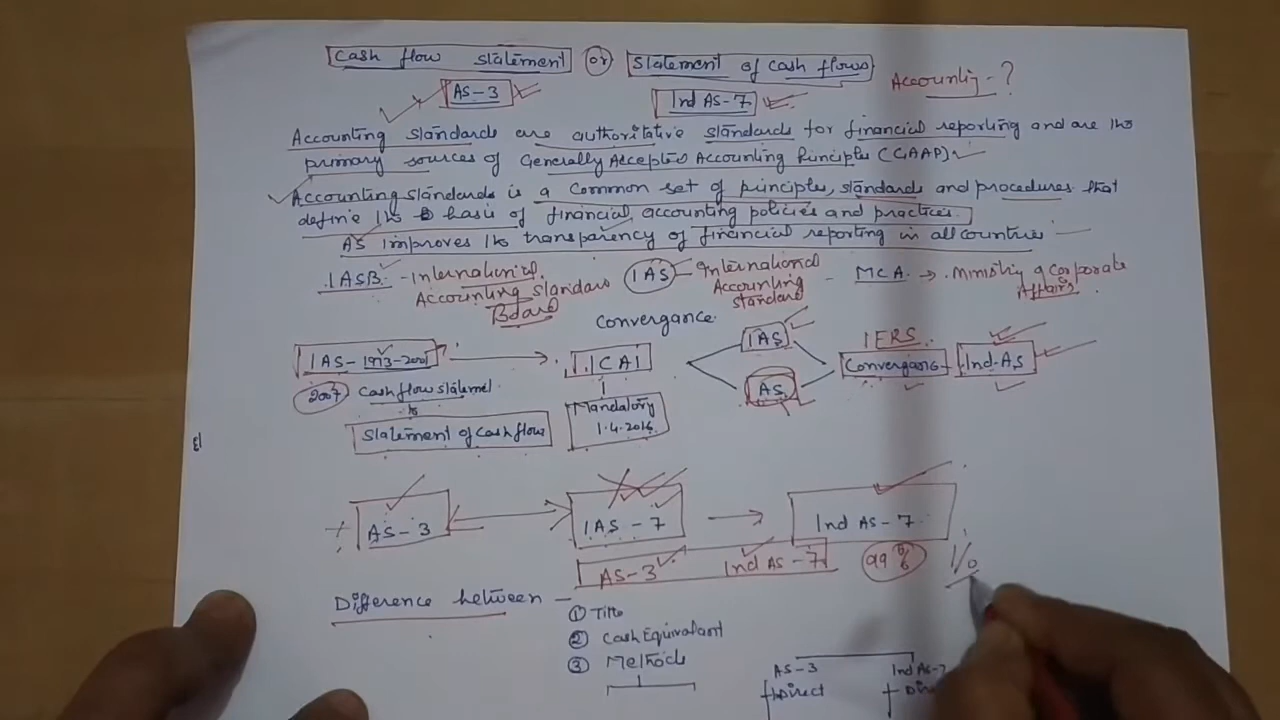 Cash flow statement or Statement of cash flows
Accounting - ?
AS-3
Ind AS-7
Accounting standards are authoritative standards for financial reporting and are the
primary sources of Generally Accepted Accounting Principles (GAAP)
Accounting standards is a common set of principles, standards and procedures that
define the basis of financial accounting policies and practices.
AS improves the transparency of financial reporting in all countries
IASB - International
Accounting Standars
Board
IAS - International
Accounting
standard
- MCA → Ministry of Corporate
Affairs
Convergance
IAS - 1973-2001
ICAI
IAS
AS
IFRS
Convergance
Ind-AS
2007 Cash flow statement
to
Statement of cash flows
Mandatory
1.4.2016
AS-3
IAS-7
Ind AS-7
AS-3 Ind AS-7
99%
Difference between -
① Title
② Cash Equivalant
③ Methods
AS-3
Direct
Ind AS-7
13